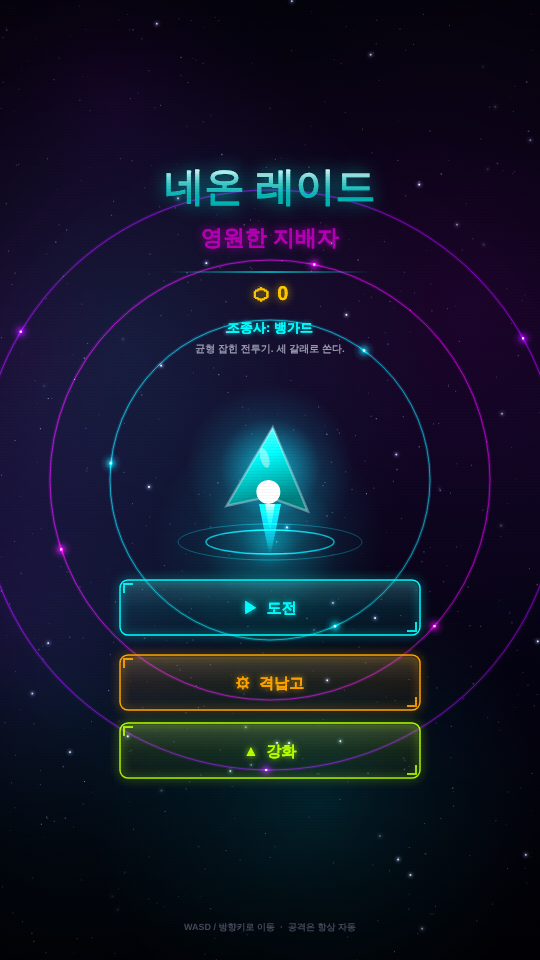 네온 레이드
영원한 지배자
0
조종사: 뱅가드
균형 잡힌 전투기. 세 갈래로 쏜다.
▶ 도전
⚙ 격납고
▲ 강화
WASD / 방향키로 이동 · 공격은 항상 자동